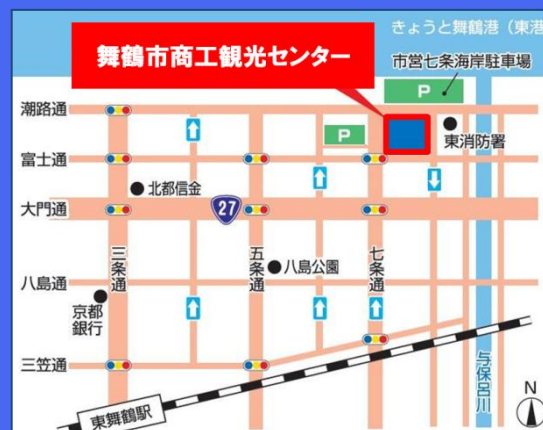 きょうと舞鶴港（東港
舞鶴市商工観光センター
市営七条海岸駐車場
P
潮路通
P
東消防署
富士通
北都信金
大門通
27
三条通
五条通
七条通
八島公園
八島通
京都
銀行
三笠通
与保呂川
東舞鶴駅
N